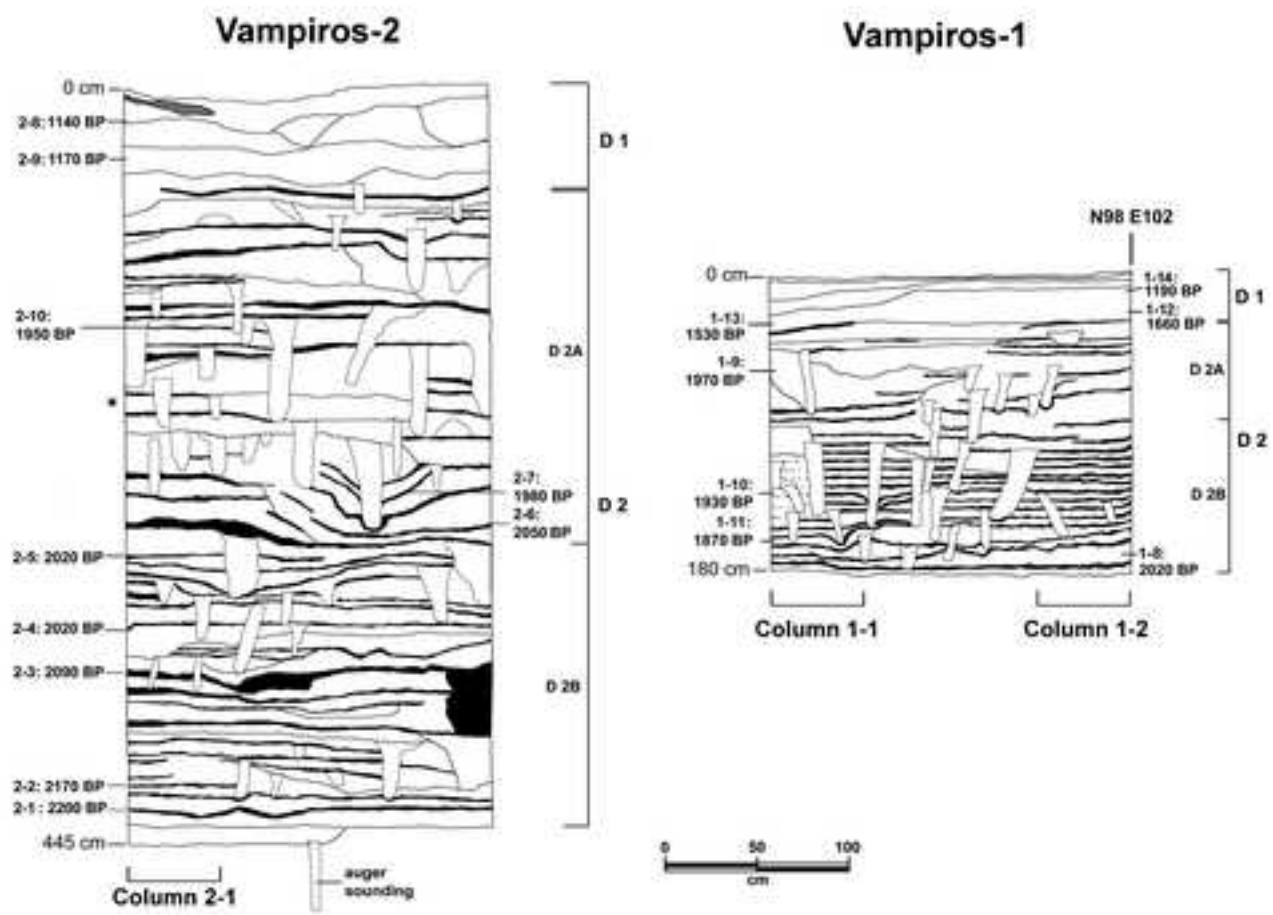 Vampiros-2
0 cm
2-8: 1140 BP
2-9: 1170 BP
2-10:
1950 BP
*
2-5: 2020 BP
2-4: 2020 BP
2-3: 2090 BP
2-2: 2170 BP
2-1: 2200 BP
445 cm
Column 2-1
auger
sounding
2-7:
1980 BP
2-6:
2050 BP
D 1
D 2A
D 2
D 2B
Vampiros-1
N98 E102
0 cm
1-13:
1530 BP
1-9:
1970 BP
1-10:
1930 BP
1-11:
1870 BP
180 cm
1-14:
1190 BP
1-12:
1660 BP
1-8:
2020 BP
D 1
D 2A
D 2
D 2B
Column 1-1
Column 1-2
0 50 100
cm